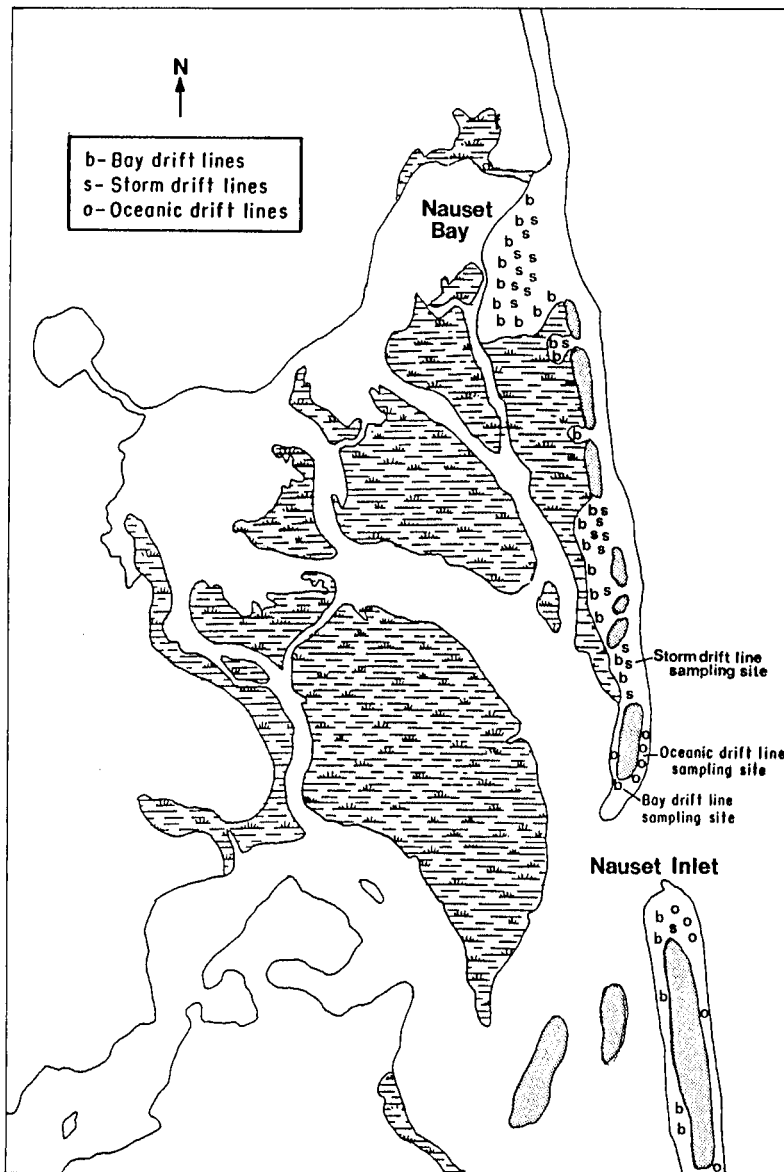 N
b- Bay drift lines
s- Storm drift lines
o- Oceanic drift lines
Nauset
Bay
b
b s
b s
b s
b s
b s
b s b
b s b
b b b
b s
b
b
b s
s
b s s
b s
b
b s
b
s
Storm drift line
sampling site
b s
b
s
o
o
o o
o
Oceanic drift line
sampling site
o
b
Bay drift line
sampling site
Nauset Inlet
o
b o
s
b o
b
o
b
b
o